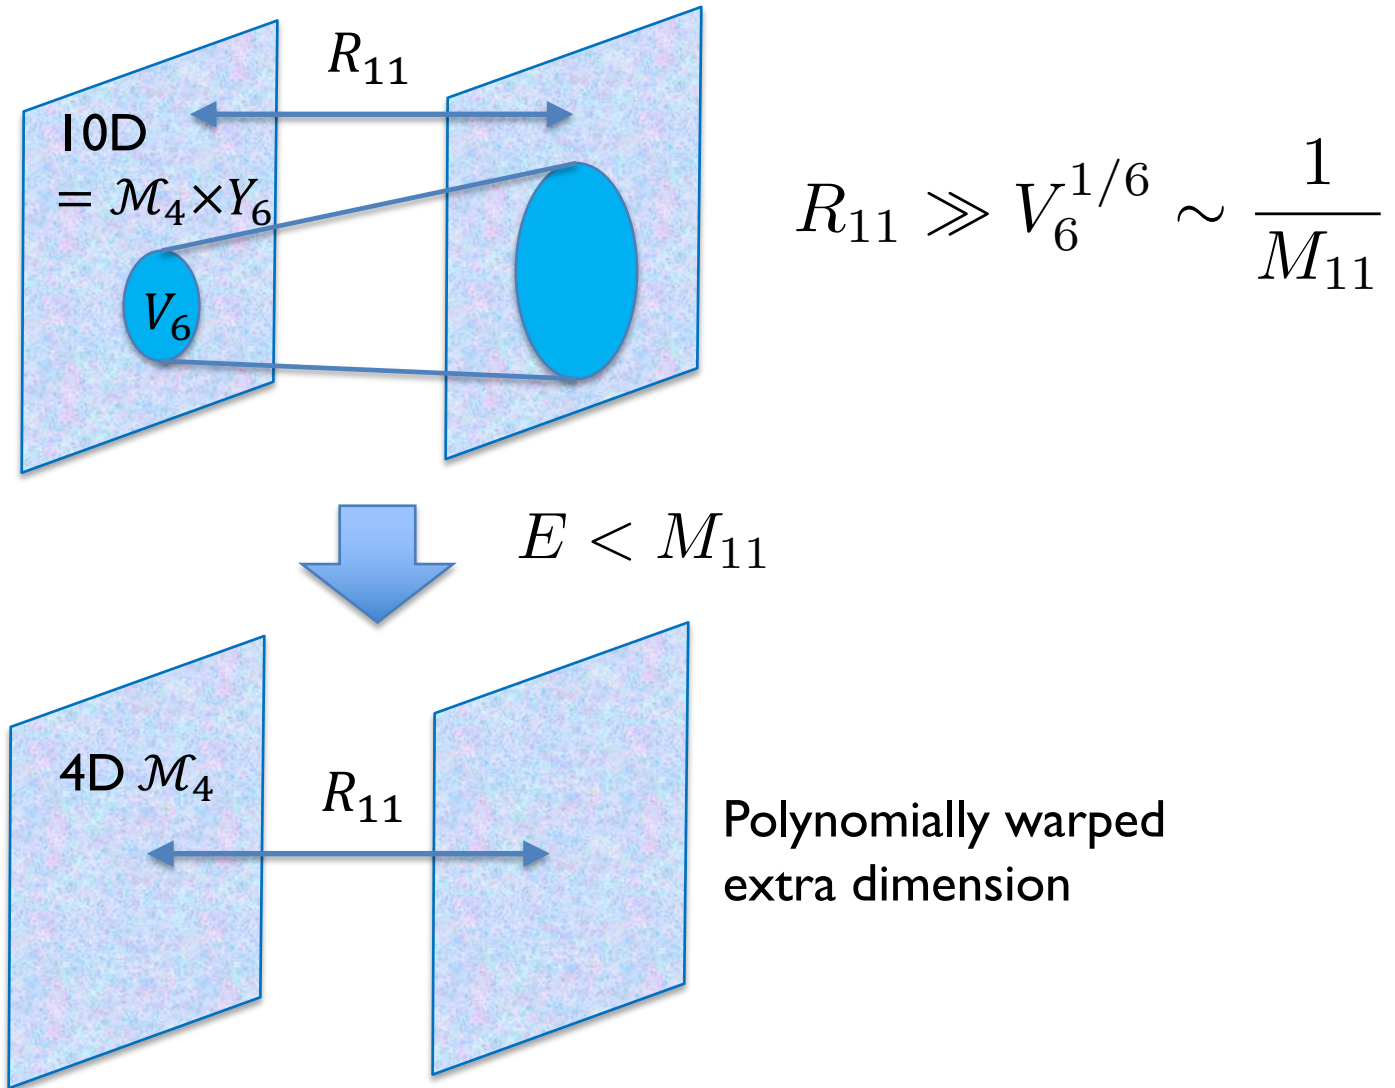 R₁₁
10D
= ℳ₄×Y₆
V₆
R₁₁ ≫ V₆^{1/6} ∼ 1/M₁₁
E < M₁₁
4D ℳ₄
R₁₁
Polynomially warped
extra dimension